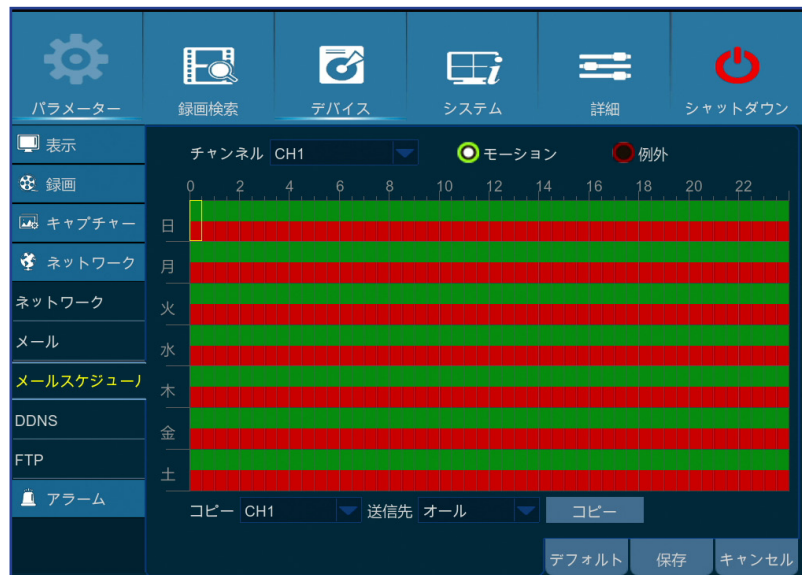 パラメーター
録画検索
デバイス
システム
詳細
シャットダウン
表示
録画
キャプチャー
ネットワーク
ネットワーク
メール
メールスケジュール
DDNS
FTP
アラーム
チャンネル CH1 モーション 例外
0 2 4 6 8 10 12 14 16 18 20 22
日
月
火
水
木
金
土
コピー CH1 送信先 オール コピー
デフォルト 保存 キャンセル